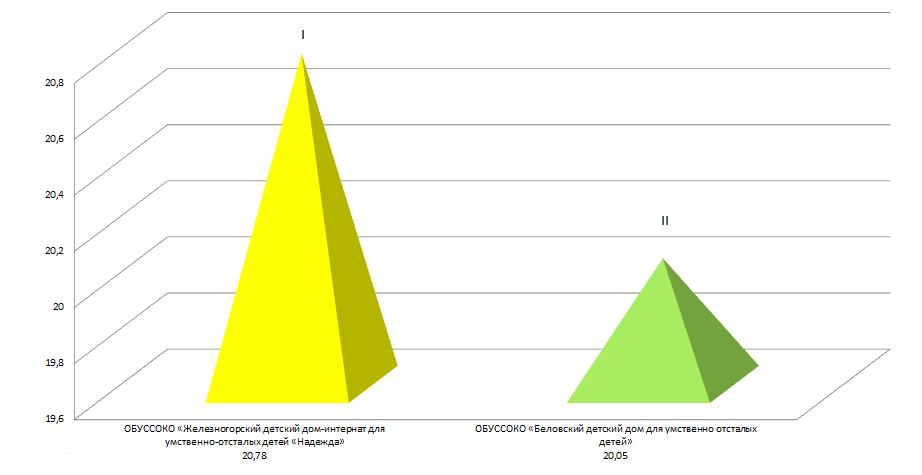 I
II
20,8
20,6
20,4
20,2
20
19,8
19,6
ОБУССОКО «Железногорский детский дом-интернат для
умственно-отсталых детей «Надежда»
20,78
ОБУССОКО «Беловский детский дом для умственно отсталых
детей»
20,05